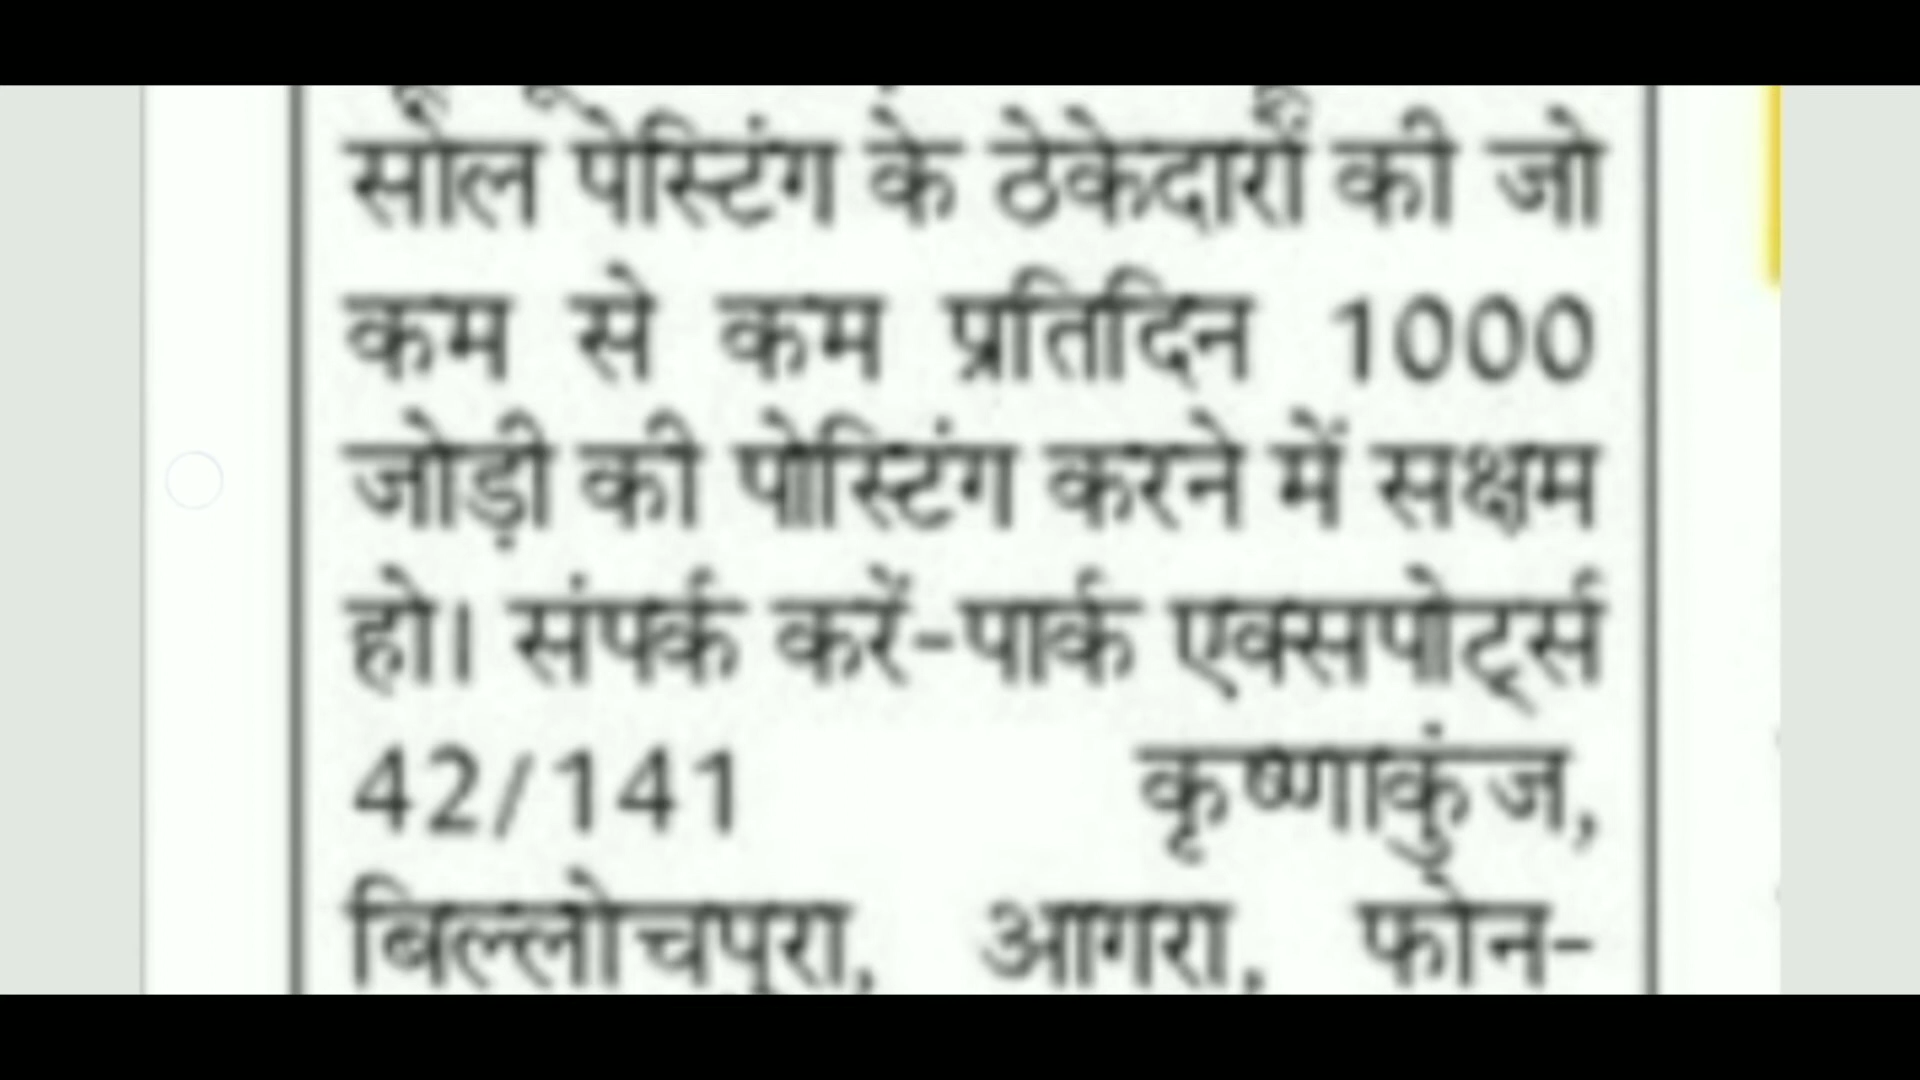 सोल पेस्टिंग के ठेकेदारों की जो
कम से कम प्रतिदिन 1000
जोड़ी की पोस्टिंग करने में सक्षम
हो। संपर्क करें-पार्क एक्सपोर्ट्स
42/141 कृष्णाकुंज,
बिल्लोचपुरा, आगरा, फोन-